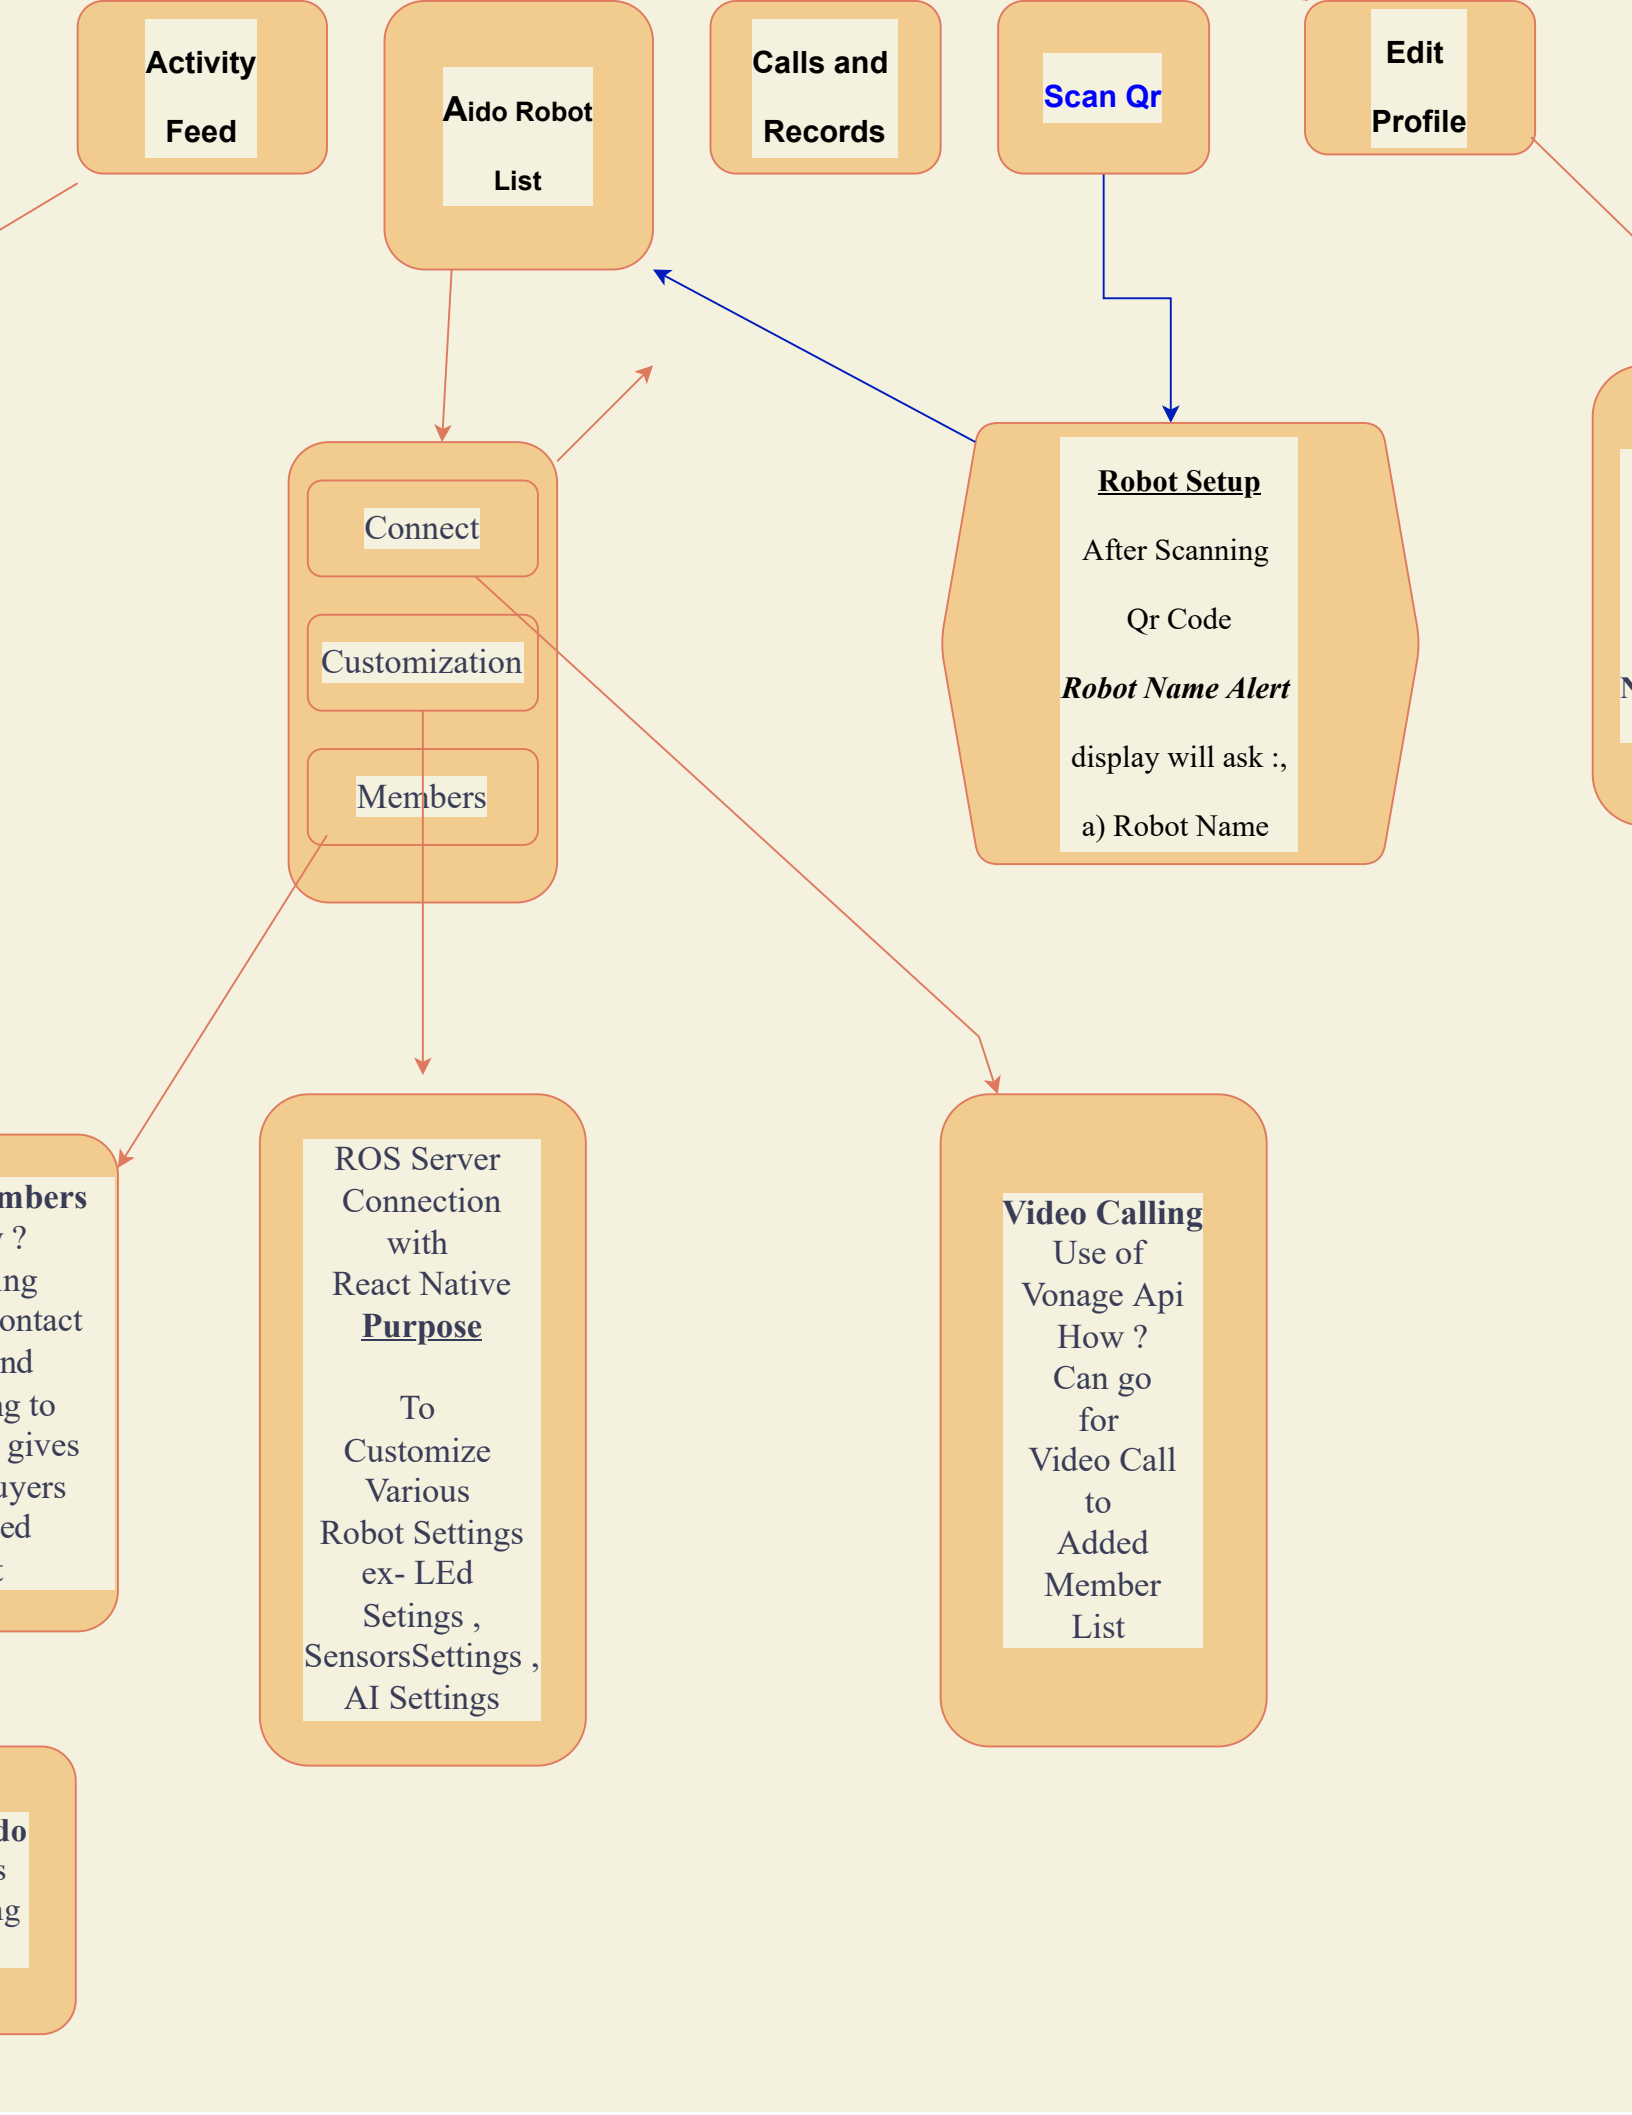 Activity
Feed
Aido Robot
List
Calls and
Records
Scan Qr
Edit
Profile
Connect
Customization
Members
Robot Setup
After Scanning
Qr Code
Robot Name Alert
display will ask :,
a) Robot Name
ROS Server
Connection
with
React Native
Purpose
To
Customize
Various
Robot Settings
ex- LEd
Setings ,
SensorsSettings ,
AI Settings
Video Calling
Use of
Vonage Api
How ?
Can go
for
Video Call
to
Added
Member
List
?
to
gives